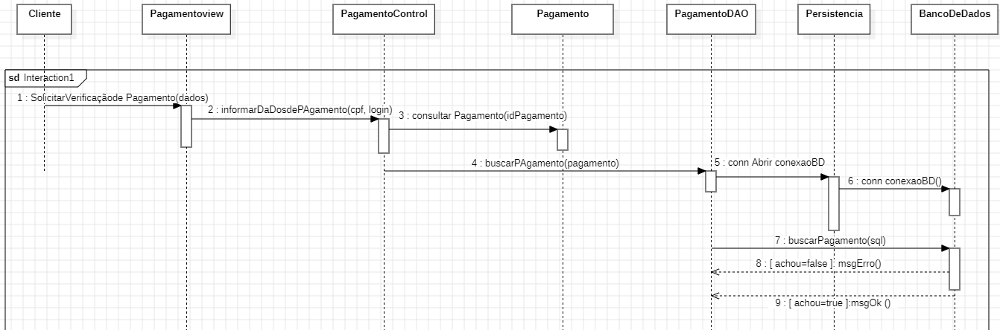 Cliente
Pagamentoview
PagamentoControl
Pagamento
PagamentoDAO
Persistencia
BancoDeDados
sd Interaction1
1 : SolicitarVerificaçãode Pagamento(dados)
2 : informarDaDosdePAgamento(cpf, login)
3 : consultar Pagamento(idPagamento)
4 : buscarPAgamento(pagamento)
5 : conn Abrir conexaoBD
6 : conn conexaoBD()
7 : buscarPagamento(sql)
8 : [ achou=false ]: msgErro()
9 : [ achou=true ]:msgOk ()